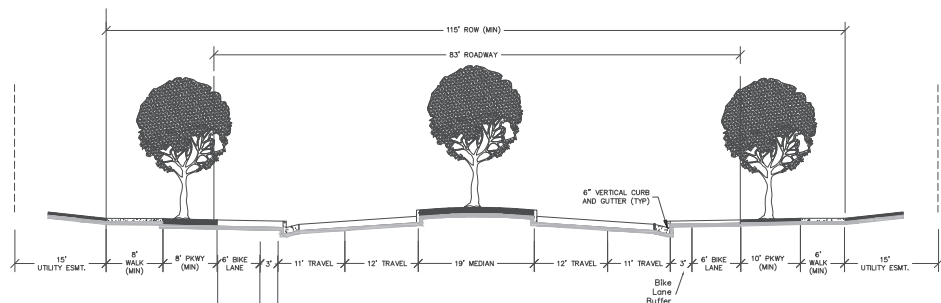 115' ROW (MIN)
83' ROADWAY
6" VERTICAL CURB
AND GUTTER (TYP)
15'
UTILITY ESMT.
8'
WALK
(MIN)
8' PKWY
(MIN)
6' BIKE
LANE
3'
11' TRAVEL
12' TRAVEL
19' MEDIAN
12' TRAVEL
11' TRAVEL
3'
Bike
Lane
Buffer
6' BIKE
LANE
10' PKWY
(MIN)
6'
WALK
(MIN)
15'
UTILITY ESMT.